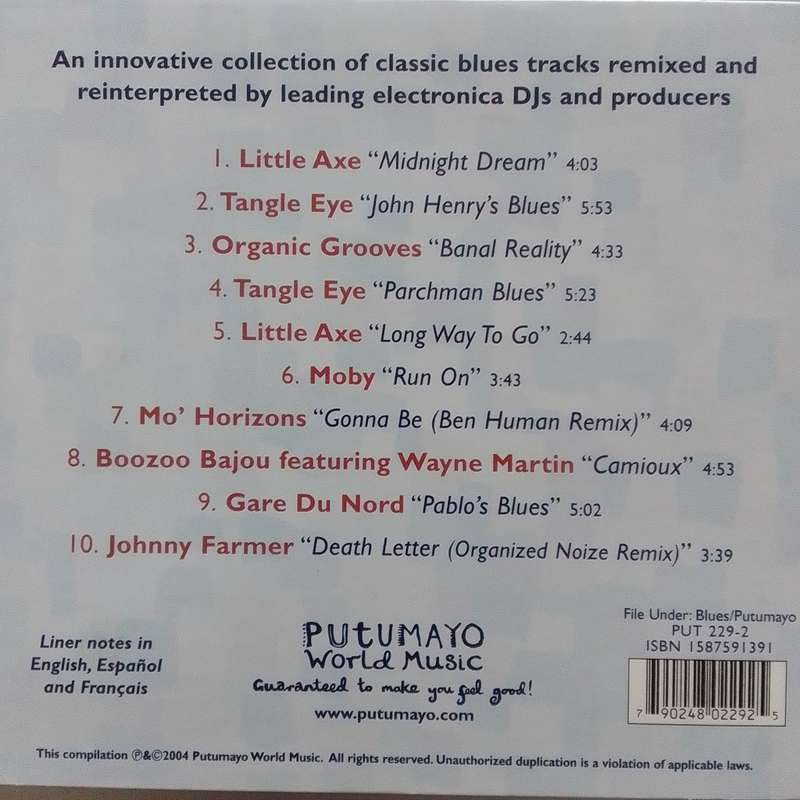 An innovative collection of classic blues tracks remixed and
reinterpreted by leading electronica DJs and producers
1. Little Axe “Midnight Dream” 4:03
2. Tangle Eye “John Henry’s Blues” 5:53
3. Organic Grooves “Banal Reality” 4:33
4. Tangle Eye “Parchman Blues” 5:23
5. Little Axe “Long Way To Go” 2:44
6. Moby “Run On” 3:43
7. Mo’ Horizons “Gonna Be (Ben Human Remix)” 4:09
8. Boozoo Bajou featuring Wayne Martin “Camioux” 4:53
9. Gare Du Nord “Pablo’s Blues” 5:02
10. Johnny Farmer “Death Letter (Organized Noize Remix)” 3:39
Liner notes in
English, Español
and Français
PUTUMAYO
World Music
Guaranteed to make you feel good!
www.putumayo.com
File Under: Blues/Putumayo
PUT 229-2
ISBN 1587591391
7 90248 02292 5
This compilation ℗&©2004 Putumayo World Music. All rights reserved. Unauthorized duplication is a violation of applicable laws.